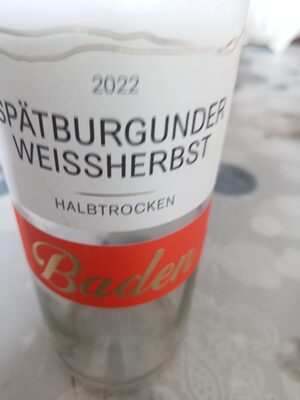 2022
SPÄTBURGUNDER
WEISSHERBST
HALBTROCKEN
Baden